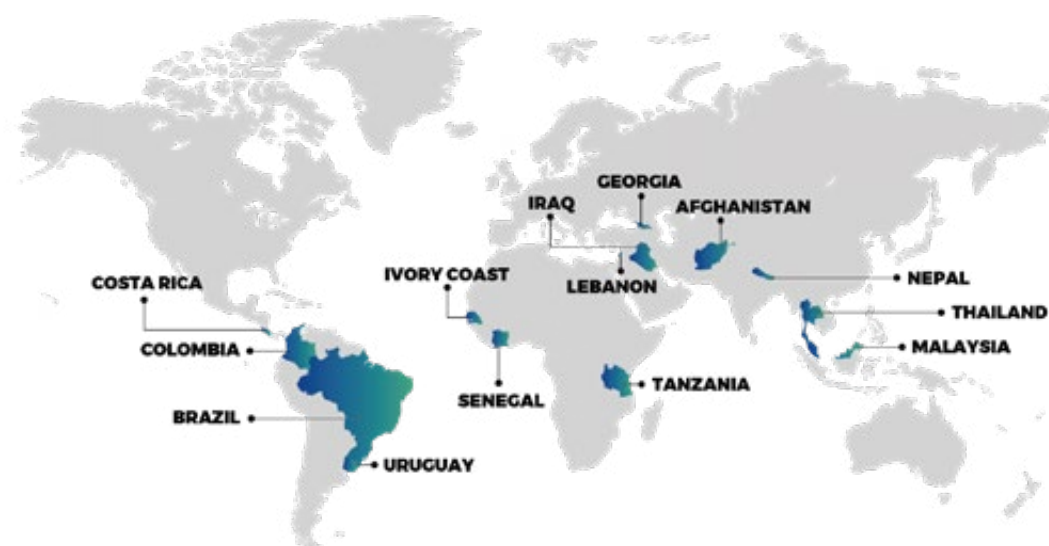 GEORGIA
IRAQ
AFGHANISTAN
IVORY COAST
NEPAL
COSTA RICA
LEBANON
THAILAND
COLOMBIA
MALAYSIA
TANZANIA
SENEGAL
BRAZIL
URUGUAY